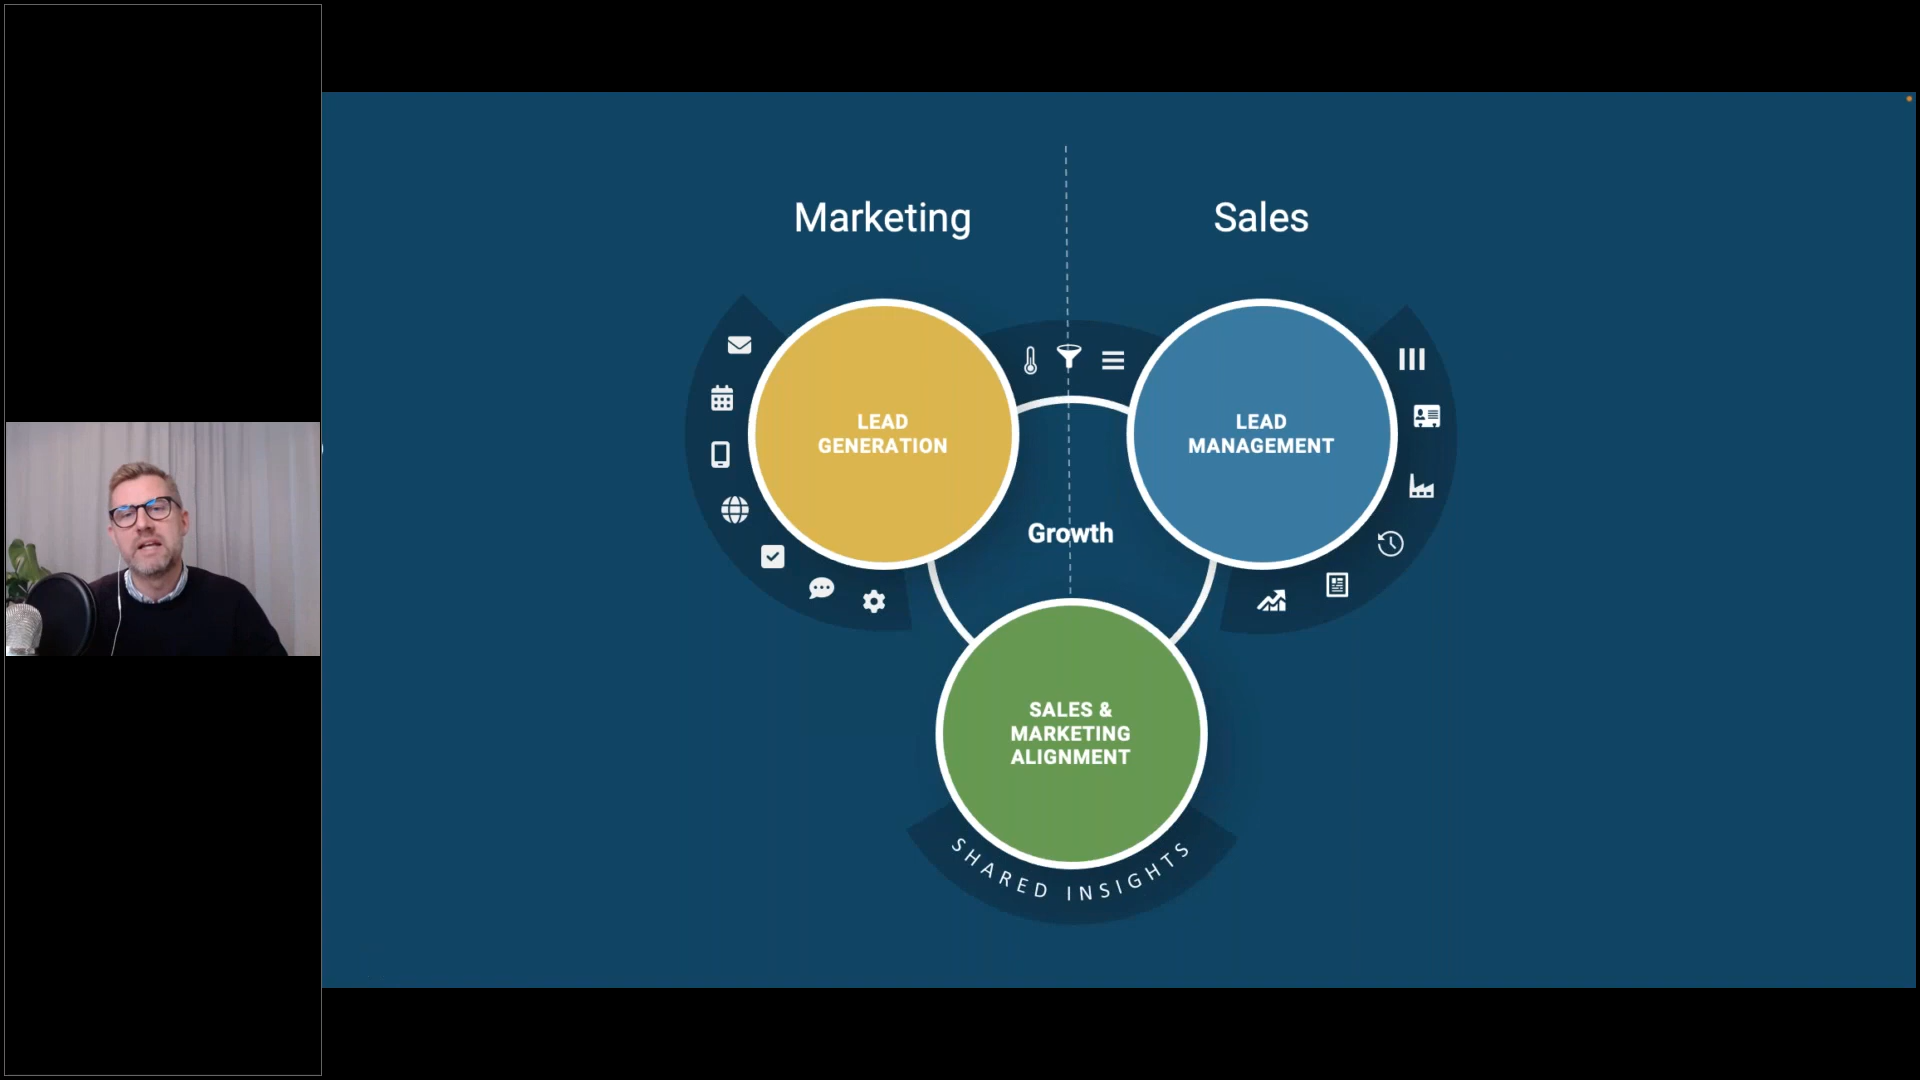 Marketing
Sales
LEAD
GENERATION
LEAD
MANAGEMENT
Growth
SALES &
MARKETING
ALIGNMENT
SHARED INSIGHTS